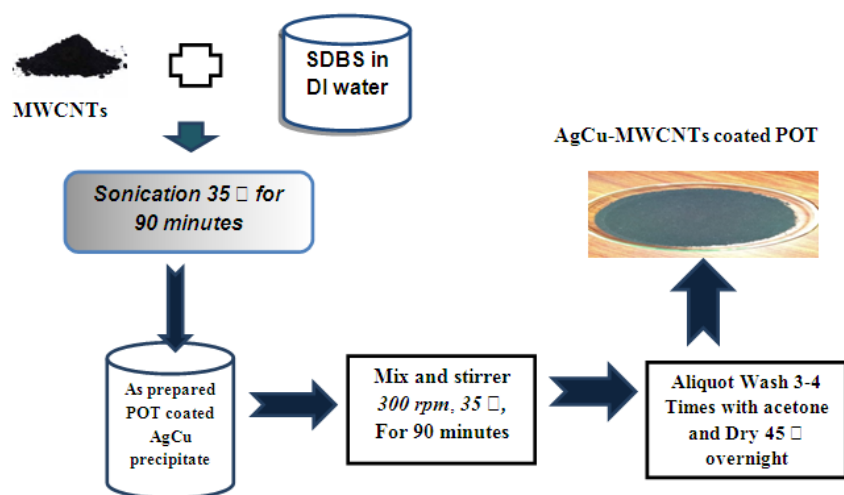 MWCNTs
SDBS in
DI water
Sonication 35 □ for
90 minutes
As prepared
POT coated
AgCu
precipitate
Mix and stirrer
300 rpm, 35 □,
For 90 minutes
Aliquot Wash 3-4
Times with acetone
and Dry 45 □
overnight
AgCu-MWCNTs coated POT